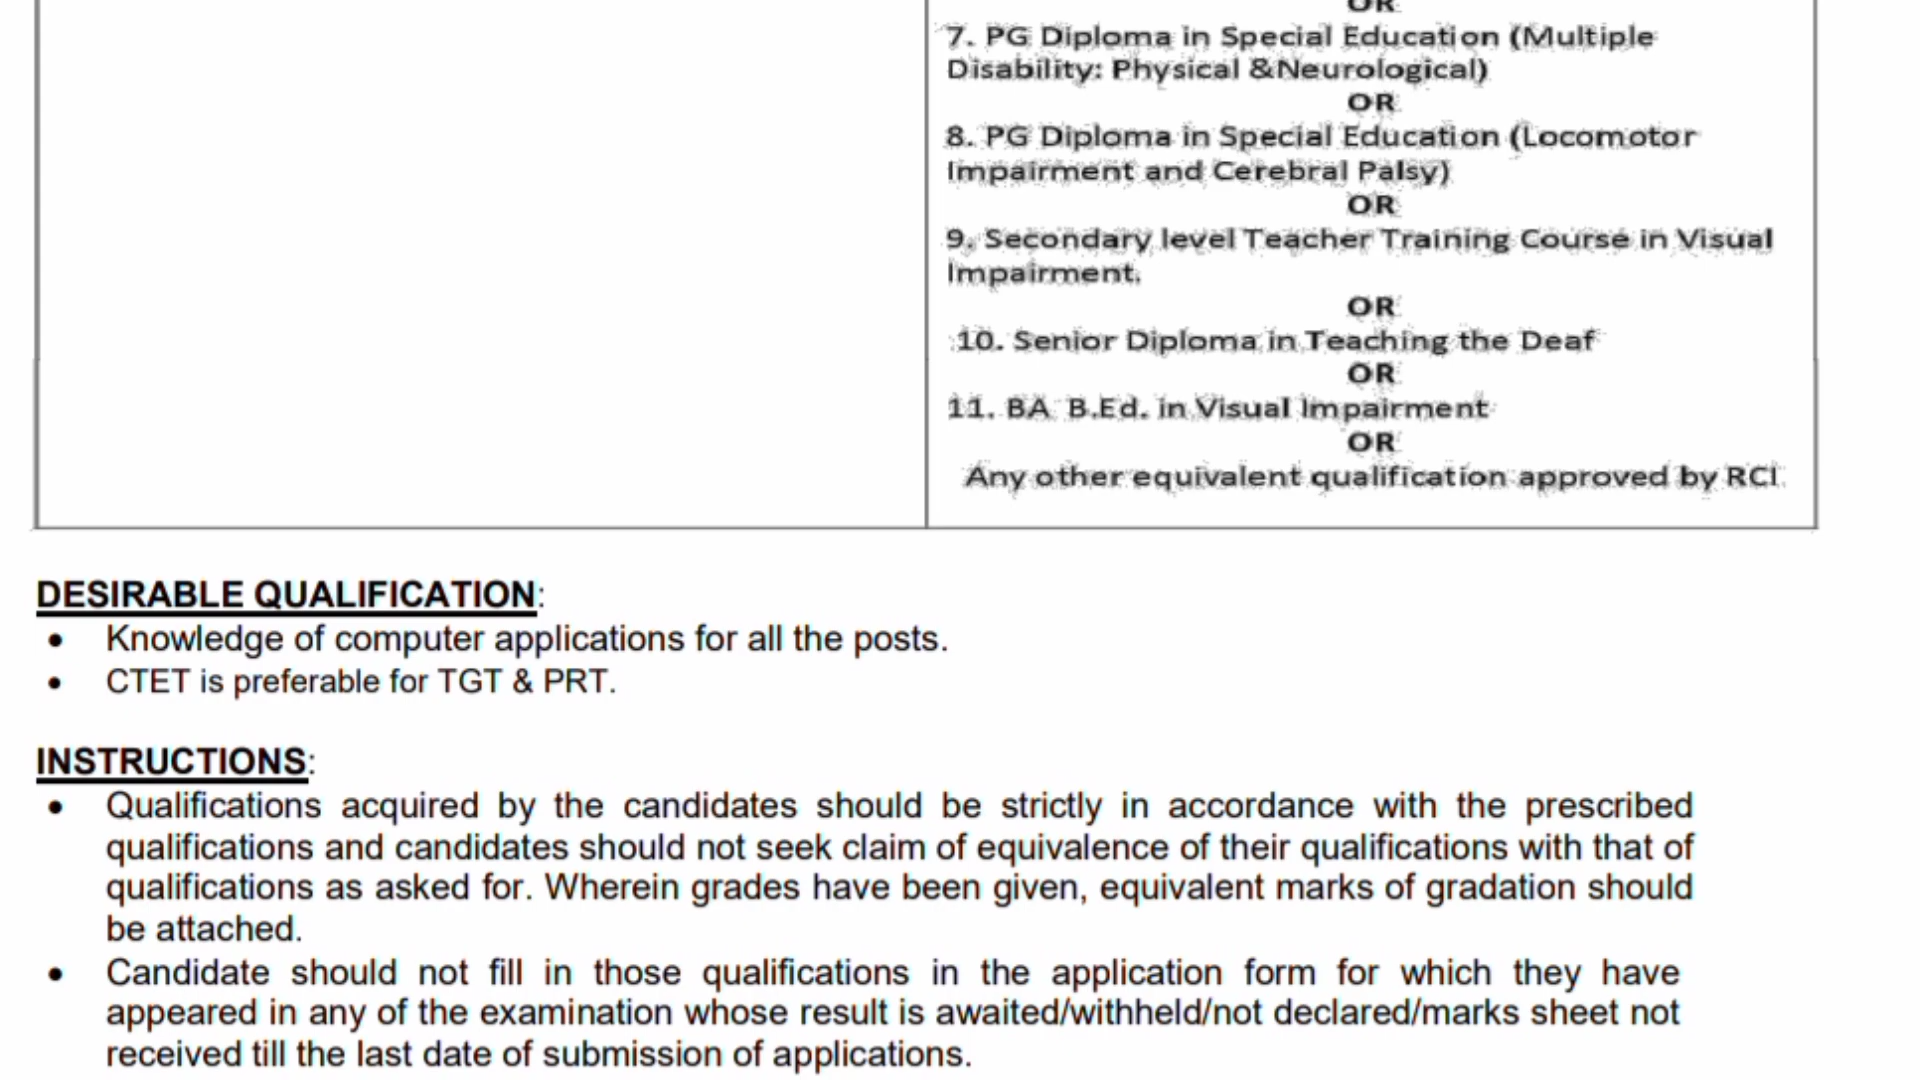 OR
7. PG Diploma in Special Education (Multiple
Disability: Physical &Neurological)
OR
8. PG Diploma in Special Education (Locomotor
Impairment and Cerebral Palsy)
OR
9. Secondary level Teacher Training Course in Visual
Impairment.
OR
10. Senior Diploma in Teaching the Deaf
OR
11. BA B.Ed. in Visual Impairment
OR
Any other equivalent qualification approved by RCI
DESIRABLE QUALIFICATION:
• Knowledge of computer applications for all the posts.
• CTET is preferable for TGT & PRT.
INSTRUCTIONS:
• Qualifications acquired by the candidates should be strictly in accordance with the prescribed
qualifications and candidates should not seek claim of equivalence of their qualifications with that of
qualifications as asked for. Wherein grades have been given, equivalent marks of gradation should
be attached.
• Candidate should not fill in those qualifications in the application form for which they have
appeared in any of the examination whose result is awaited/withheld/not declared/marks sheet not
received till the last date of submission of applications.